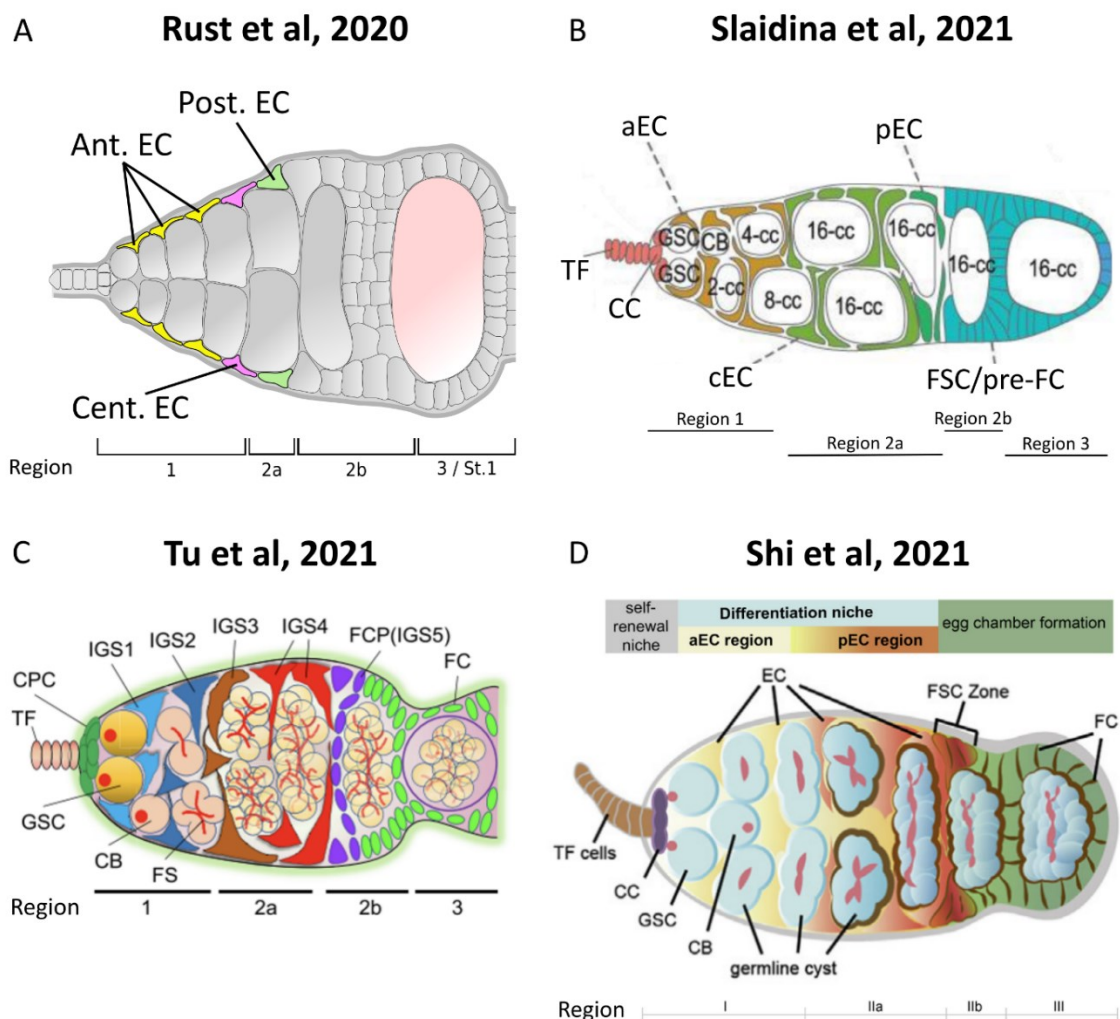 A Rust et al, 2020
Post. EC
Ant. EC
Cent. EC
Region 1 2a 2b 3 / St.1
B Slaidina et al, 2021
aEC pEC
TF
CC
GSC CB 4-cc 16-cc 16-cc
GSC 2-cc 8-cc 16-cc 16-cc 16-cc
cEC FSC/pre-FC
Region 1 Region 2b
Region 2a Region 3
C Tu et al, 2021
IGS3 IGS4
IGS2 FCP(IGS5)
IGS1 FC
CPC
TF
GSC
CB
FS
Region 1 2a 2b 3
D Shi et al, 2021
self-
renewal
niche
Differentiation niche
aEC region pEC region
egg chamber formation
EC
FSC Zone
FC
TF cells
CC
GSC
CB
germline cyst
Region I IIa IIb III